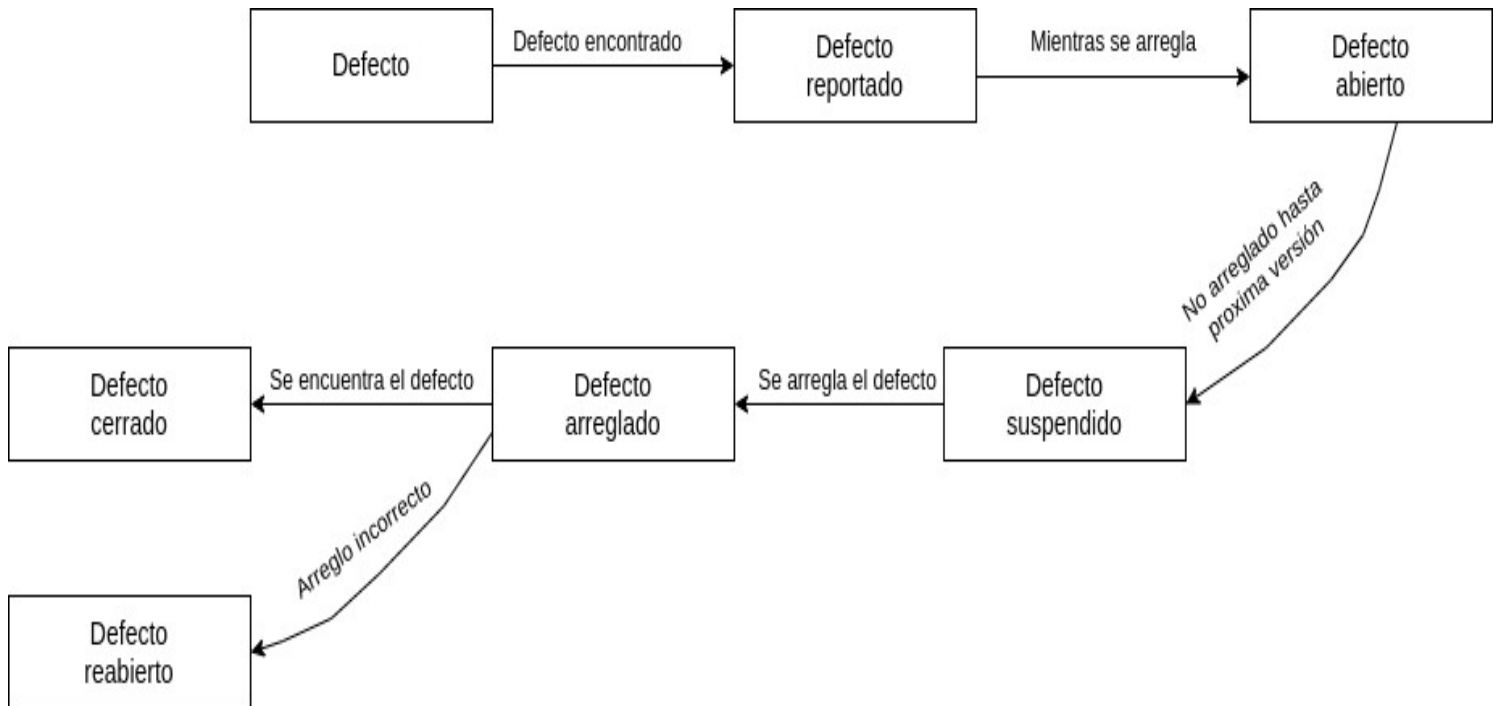 Defecto
Defecto encontrado
Defecto
reportado
Mientras se arregla
Defecto
abierto
No arreglado hasta
proxima versión
Defecto
suspendido
Se arregla el defecto
Defecto
arreglado
Se encuentra el defecto
Defecto
cerrado
Arreglo incorrecto
Defecto
reabierto